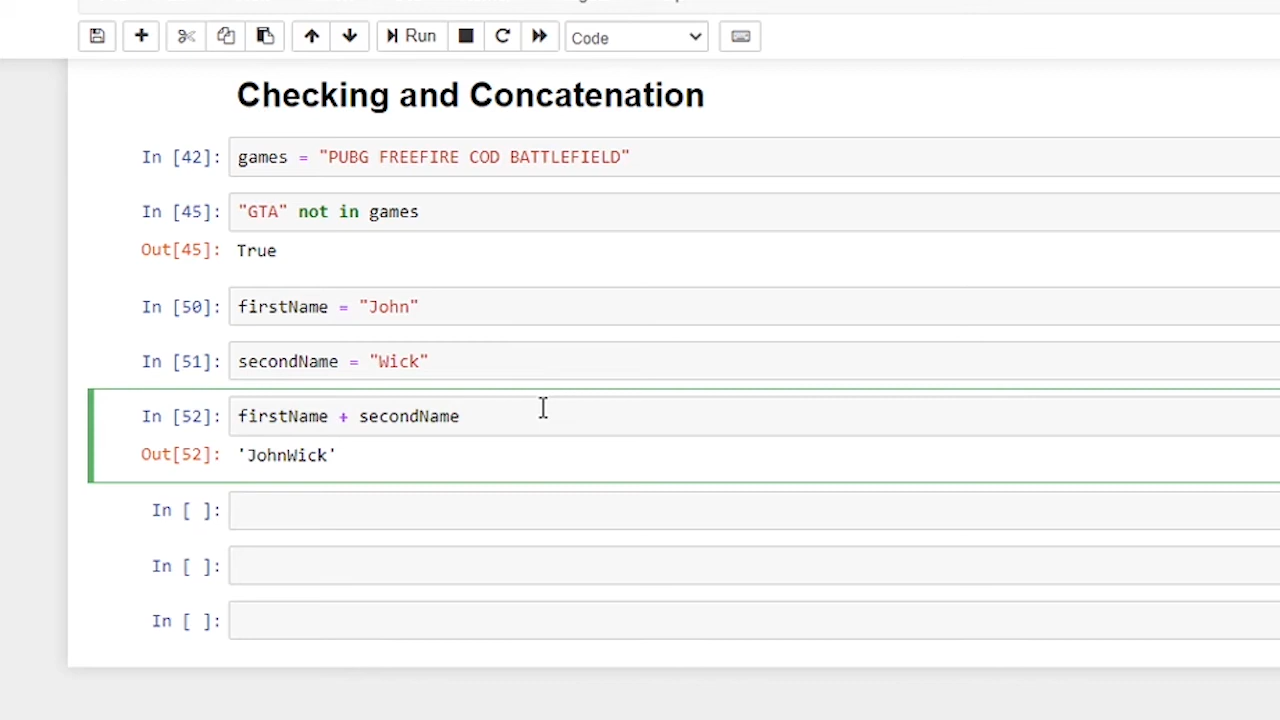 Run
Code
Checking and Concatenation
In [42]: games = "PUBG FREEFIRE COD BATTLEFIELD"
In [45]: "GTA" not in games
Out[45]: True
In [50]: firstName = "John"
In [51]: secondName = "Wick"
In [52]: firstName + secondName
Out[52]: 'JohnWick'
In [ ]:
In [ ]:
In [ ]: